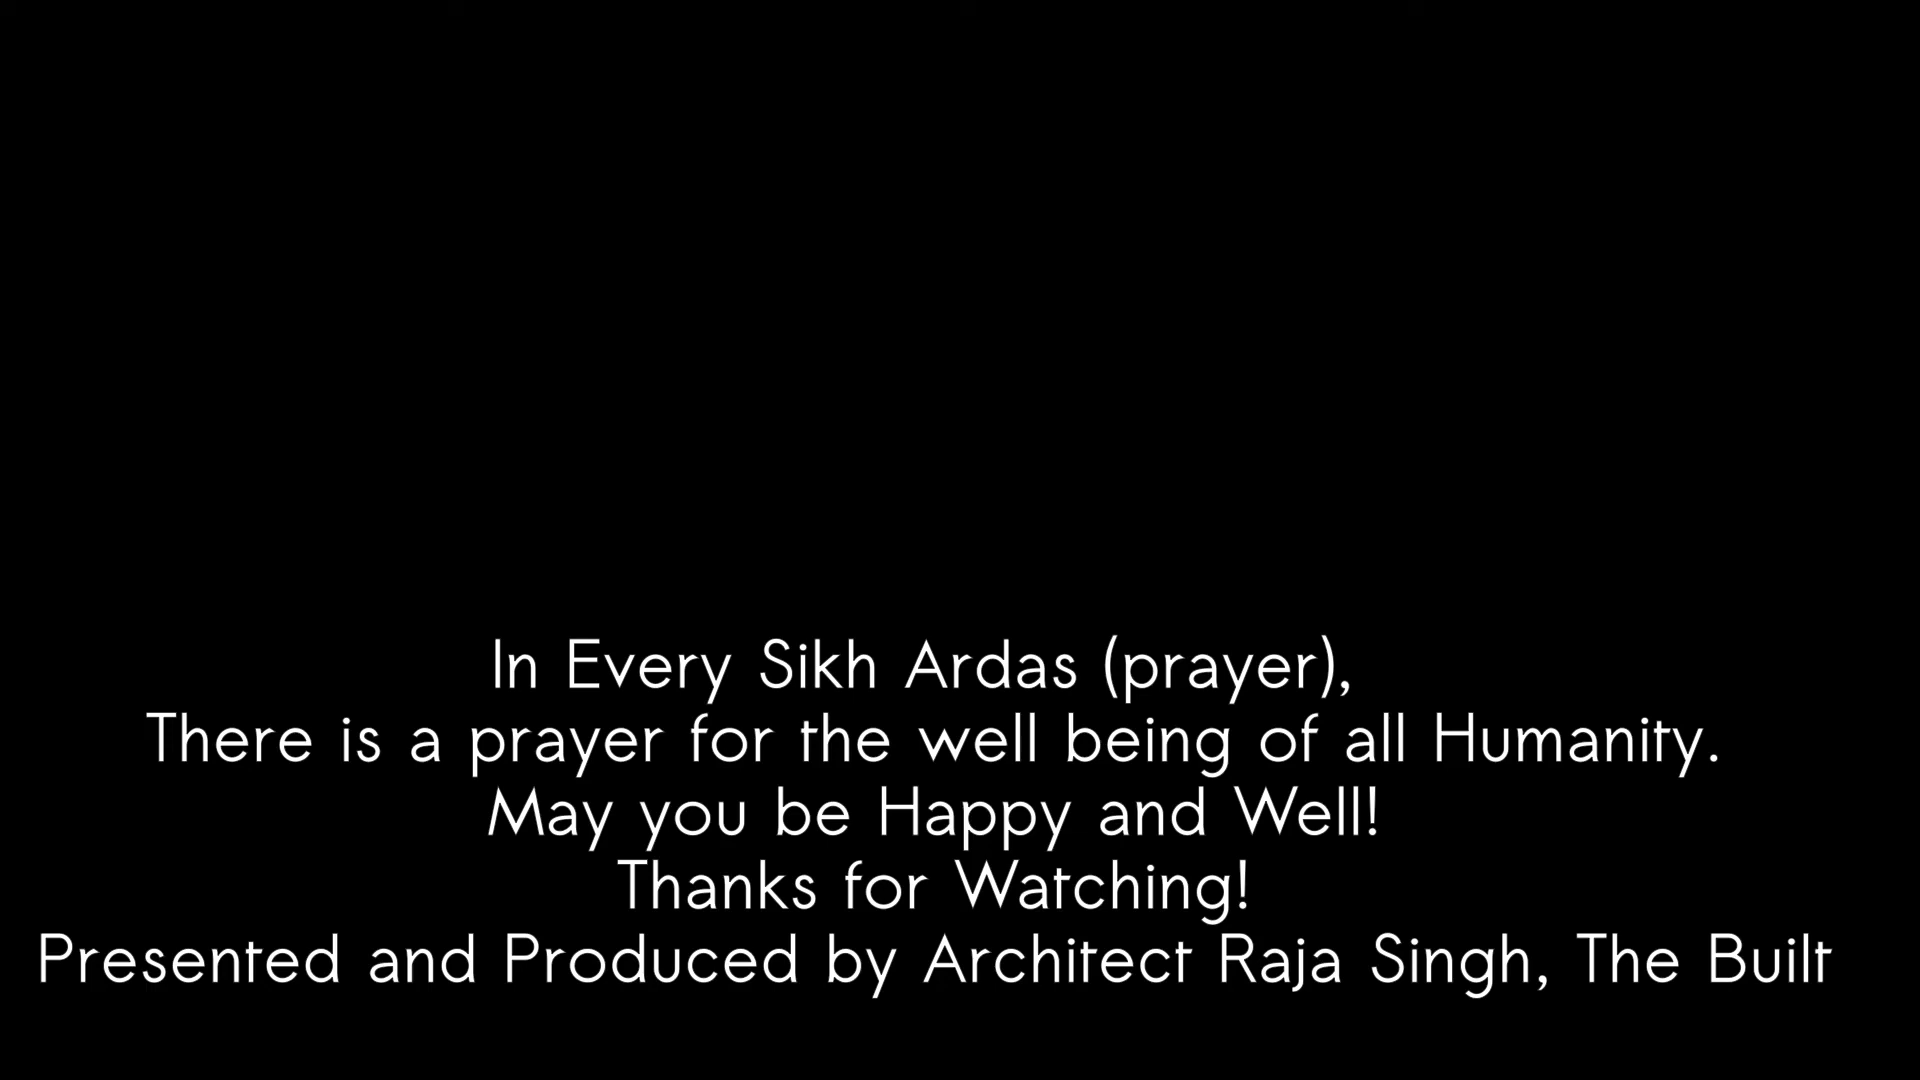 In Every Sikh Ardas (prayer),
There is a prayer for the well being of all Humanity.
May you be Happy and Well!
Thanks for Watching!
Presented and Produced by Architect Raja Singh, The Built